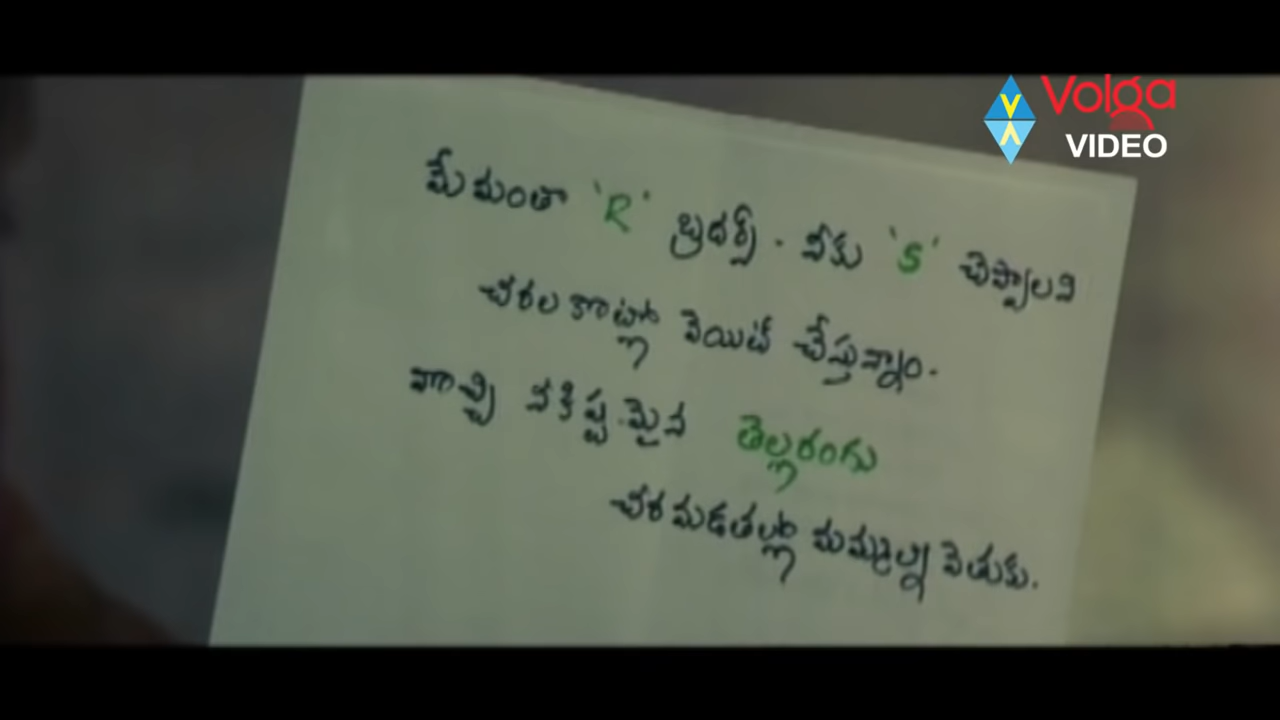 Volga
VIDEO
మేమంతా 'R' బ్రదర్స్. నీకు 'S' చెప్పాలని
చీరల కొట్లో వెయిట్ చేస్తున్నాం.
వొచ్చి నీకిష్టమైన తెల్లరంగు
చీర మడతల్లో మమ్మల్ని వెతుకు.